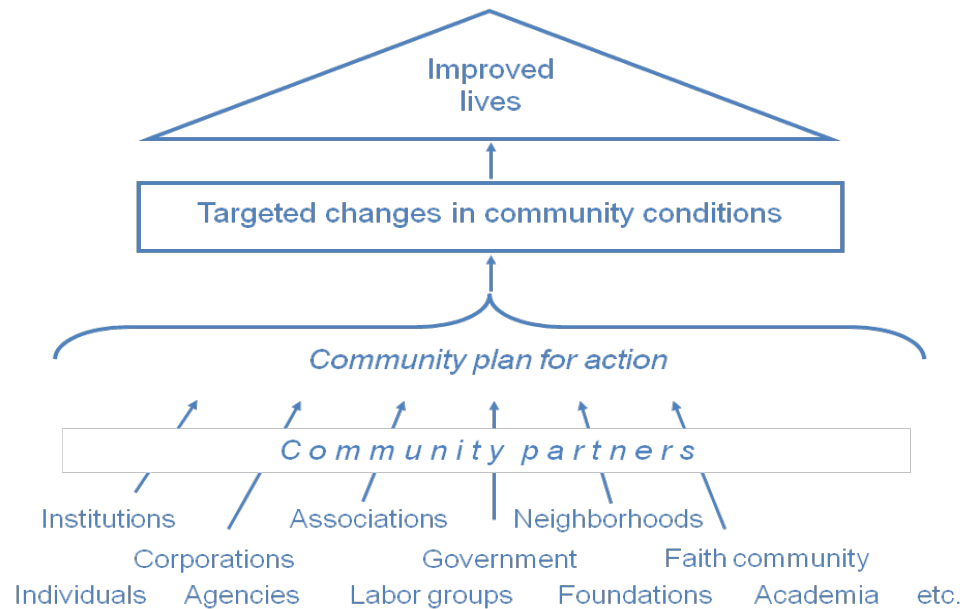 Improved
lives
Targeted changes in community conditions
Community plan for action
Community partners
Institutions Associations Neighborhoods
Corporations Government Faith community
Individuals Agencies Labor groups Foundations Academia etc.